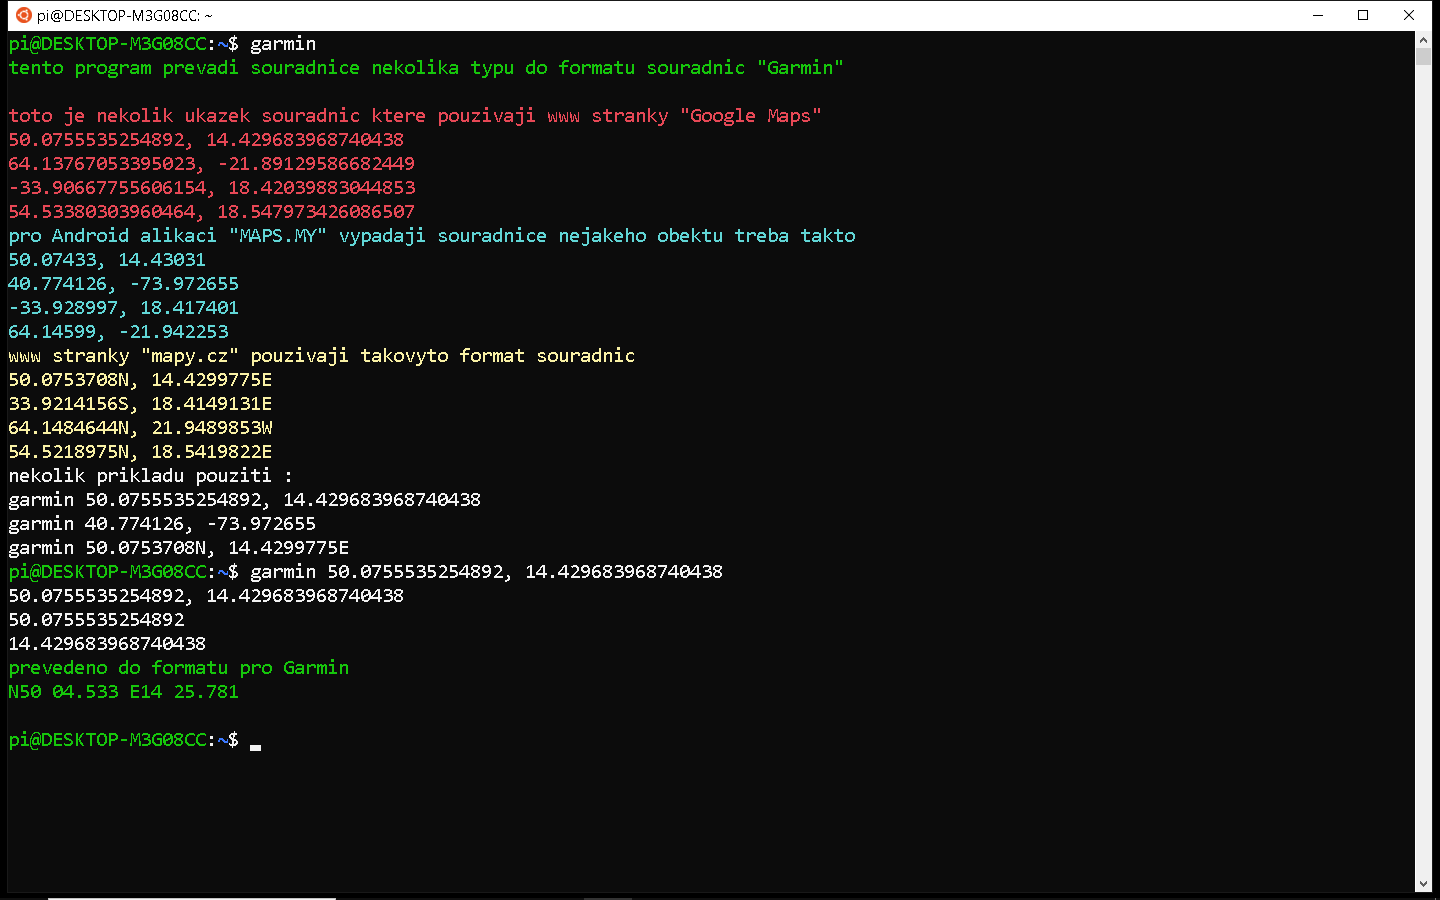 pi@DESKTOP-M3G08CC: ~
pi@DESKTOP-M3G08CC:~$ garmin
tento program prevadi souradnice nekolika typu do formatu souradnic "Garmin"
toto je nekolik ukazek souradnic ktere pouzivaji www stranky "Google Maps"
50.0755535254892, 14.429683968740438
64.13767053395023, -21.89129586682449
-33.90667755606154, 18.42039883044853
54.53380303960464, 18.547973426086507
pro Android alikaci "MAPS.MY" vypadaji souradnice nejakeho obektu treba takto
50.07433, 14.43031
40.774126, -73.972655
-33.928997, 18.417401
64.14599, -21.942253
www stranky "mapy.cz" pouzivaji takovyto format souradnic
50.0753708N, 14.4299775E
33.9214156S, 18.4149131E
64.1484644N, 21.9489853W
54.5218975N, 18.5419822E
nekolik prikladu pouziti :
garmin 50.0755535254892, 14.429683968740438
garmin 40.774126, -73.972655
garmin 50.0753708N, 14.4299775E
pi@DESKTOP-M3G08CC:~$ garmin 50.0755535254892, 14.429683968740438
50.0755535254892, 14.429683968740438
50.0755535254892
14.429683968740438
prevedeno do formatu pro Garmin
N50 04.533 E14 25.781
pi@DESKTOP-M3G08CC:~$